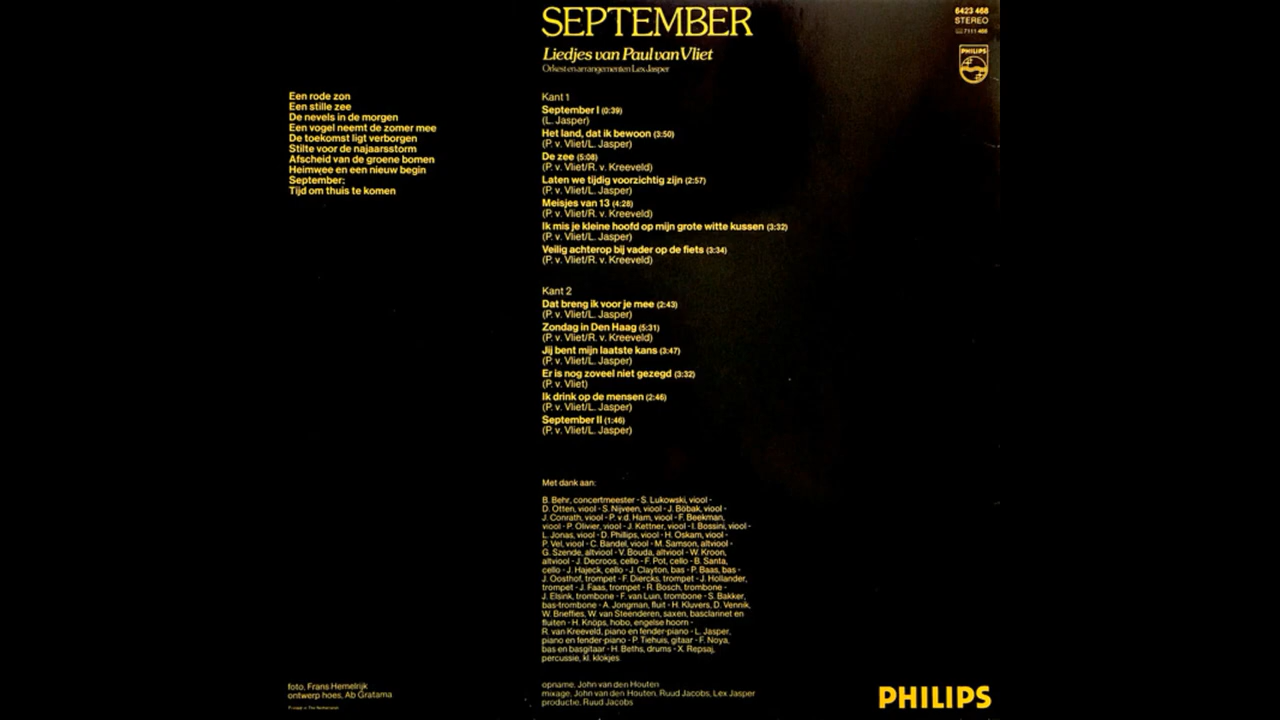 SEPTEMBER
Liedjes van Paul van Vliet
Orkest en arrangementen Lex Jasper
6423 468
STEREO
7111 468
PHILIPS
Een rode zon
Een stille zee
De nevels in de morgen
Een vogel neemt de zomer mee
De toekomst ligt verborgen
Stilte voor de najaarsstorm
Afscheid van de groene bomen
Heimwee en een nieuw begin
September:
Tijd om thuis te komen
Kant 1
September I (0:39)
(L. Jasper)
Het land, dat ik bewoon (3:50)
(P. v. Vliet/L. Jasper)
De zee (5:08)
(P. v. Vliet/R. v. Kreeveld)
Laten we tijdig voorzichtig zijn (2:57)
(P. v. Vliet/L. Jasper)
Meisjes van 13 (4:28)
(P. v. Vliet/R. v. Kreeveld)
Ik mis je kleine hoofd op mijn grote witte kussen (3:32)
(P. v. Vliet/L. Jasper)
Veilig achterop bij vader op de fiets (3:34)
(P. v. Vliet/R. v. Kreeveld)
Kant 2
Dat breng ik voor je mee (2:43)
(P. v. Vliet/L. Jasper)
Zondag in Den Haag (5:31)
(P. v. Vliet/R. v. Kreeveld)
Jij bent mijn laatste kans (3:47)
(P. v. Vliet/L. Jasper)
Er is nog zoveel niet gezegd (3:32)
(P. v. Vliet)
Ik drink op de mensen (2:46)
(P. v. Vliet/L. Jasper)
September II (1:46)
(P. v. Vliet/L. Jasper)
Met dank aan:
B. Behr, concertmeester - S. Lukowski, viool -
D. Otten, viool - S. Nijveen, viool - J. Böbak, viool -
J. Conrath, viool - P. v.d. Ham, viool - F. Beekman,
viool - P. Olivier, viool - J. Kettner, viool - I. Bossini, viool -
L. Jonas, viool - D. Phillips, viool - H. Oskam, viool -
P. Vel, viool - C. Bandel, viool - M. Samson, altviool -
G. Szende, altviool - V. Bouda, altviool - W. Kroon,
altviool - J. Decroos, cello - F. Pot, cello - B. Santa,
cello - J. Hajeck, cello - J. Clayton, bas - P. Baas, bas -
J. Oosthof, trompet - F. Diercks, trompet - J. Hollander,
trompet - J. Faas, trompet - R. Bosch, trombone -
J. Elsink, trombone - F. van Luin, trombone - S. Bakker,
bas-trombone - A. Jongman, fluit - H. Kluvers, D. Vennik,
W. Brieffies, W. van Steenderen, saxen, basclarinet en
fluiten - H. Knöps, hobo, engelse hoorn -
R. van Kreeveld, piano en fender-piano - L. Jasper,
piano en fender-piano - P. Tiehuis, gitaar - F. Noya,
bas en basgitaar - H. Beths, drums - X. Repsaj,
percussie, kl. klokjes.
foto, Frans Hemelrijk
ontwerp hoes, Ab Gratama
opname, John van den Houten
mixage, John van den Houten, Ruud Jacobs, Lex Jasper
productie, Ruud Jacobs
PHILIPS